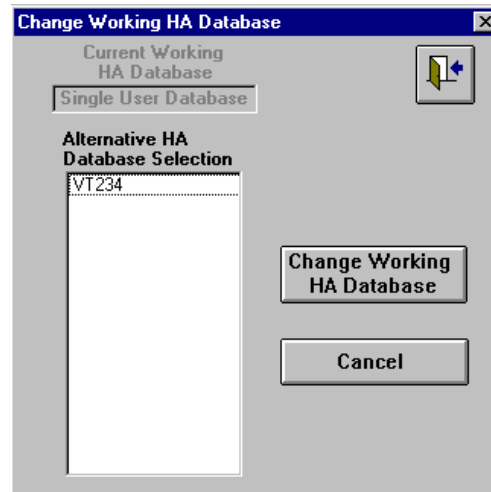 Change Working HA Database
Current Working
HA Database
Single User Database
Alternative HA
Database Selection
VT234
Change Working
HA Database
Cancel